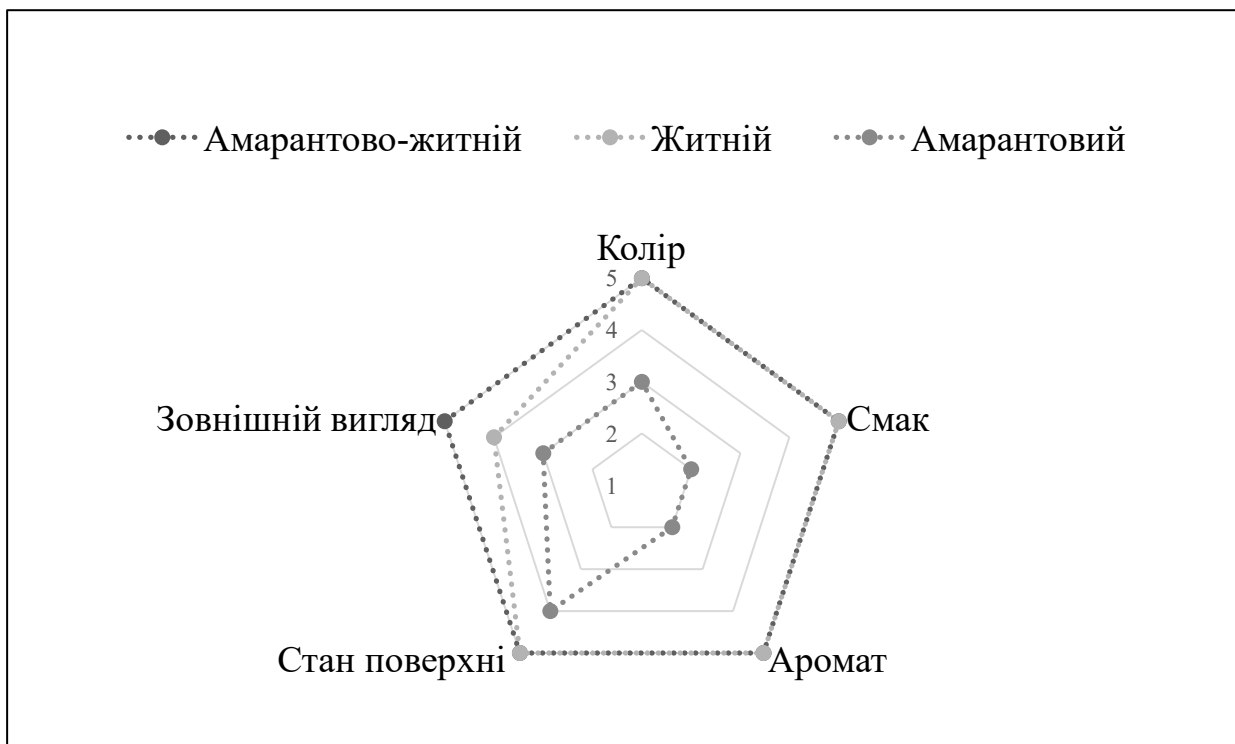 Амарантово-житній Житній Амарантовий
Колір
5
4
3
2
1
Зовнішній вигляд
Смак
Стан поверхні
Аромат